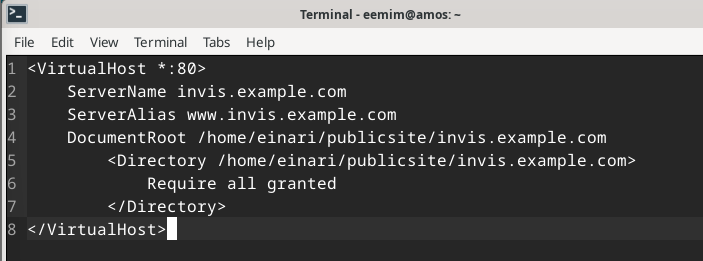 Terminal - eemim@amos: ~
File Edit View Terminal Tabs Help
1 <VirtualHost *:80>
2     ServerName invis.example.com
3     ServerAlias www.invis.example.com
4     DocumentRoot /home/einari/publicsite/invis.example.com
5         <Directory /home/einari/publicsite/invis.example.com>
6             Require all granted
7         </Directory>
8 </VirtualHost>